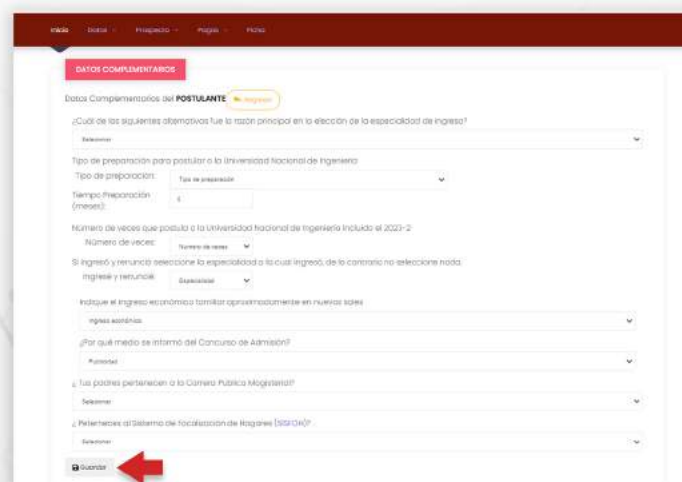 Inicio Datos Prospecto Pagos Ficha
DATOS COMPLEMENTARIOS
Datos Complementarios del POSTULANTE Regresar
¿Cuál de las siguientes alternativas fue la razón principal en la elección de la especialidad de ingreso?
Seleccionar
Tipo de preparación para postular a la Universidad Nacional de Ingeniería
Tipo de preparación: Tipo de preparación
Tiempo Preparación
(meses):
Número de veces que postula a la Universidad Nacional de Ingeniería incluido el 2023-2
Número de veces: Número de veces
Si ingresó y renunció seleccione la especialidad a la cual ingresó, de lo contrario no seleccione nada.
Ingresé y renuncié: Especialidad
Indique el ingreso económico familiar aproximadamente en nuevos soles
Ingreso económico
¿Por qué medio se informó del Concurso de Admisión?
Publicidad
¿ Tus padres pertenecen a la Carrera Publica Magisterial?
Seleccionar
¿ Perteneces al Sistema de Focalización de Hogares (SISFOH)?
Seleccionar
Guardar